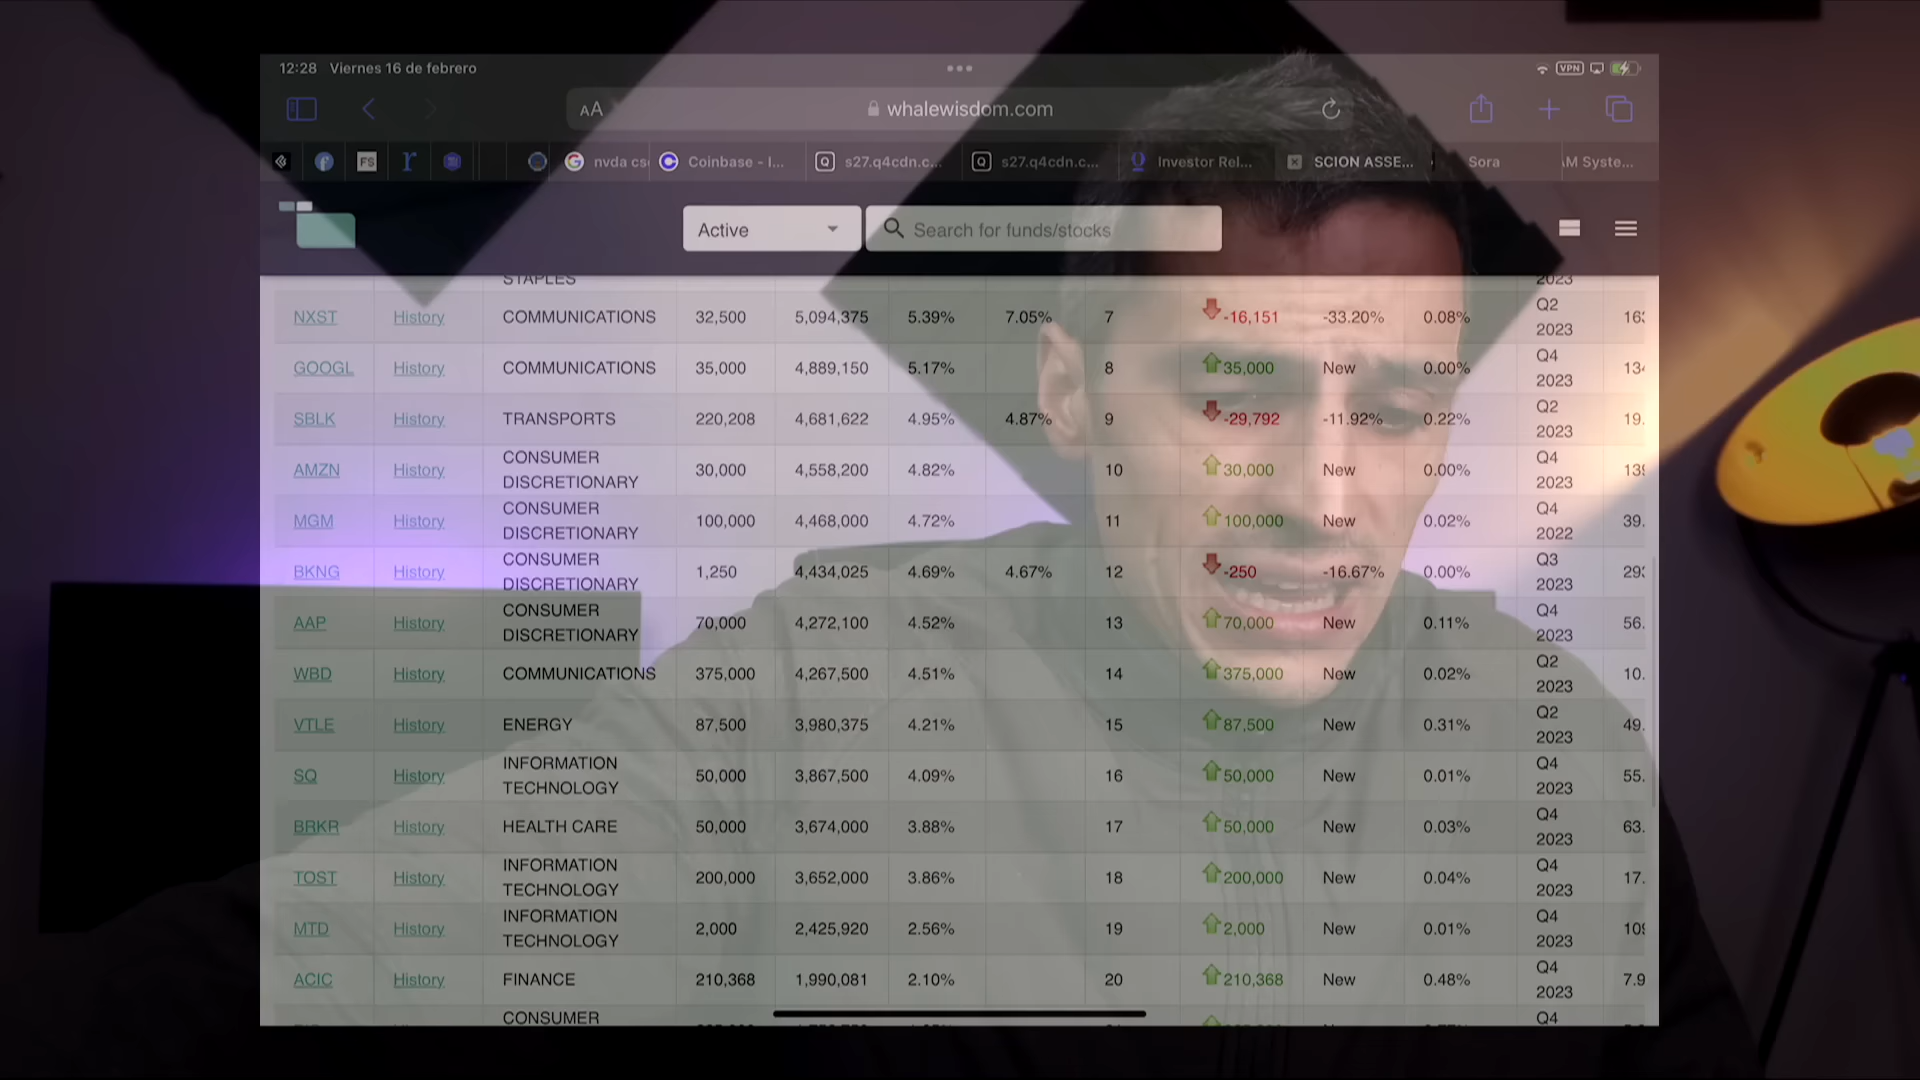 12:28 Viernes 16 de febrero
VPN
AA whalewisdom.com
FS nvda cs Coinbase - I... s27.q4cdn.c... s27.q4cdn.c... Investor Rel... SCION ASSE... Sora M Syste...
Active Search for funds/stocks
STAPLES 2023
NXST History COMMUNICATIONS 32,500 5,094,375 5.39% 7.05% 7 -16,151 -33.20% 0.08% Q2 2023
GOOGL History COMMUNICATIONS 35,000 4,889,150 5.17% 8 35,000 New 0.00% Q4 2023
SBLK History TRANSPORTS 220,208 4,681,622 4.95% 4.87% 9 -29,792 -11.92% 0.22% Q2 2023 19.
AMZN History CONSUMER DISCRETIONARY 30,000 4,558,200 4.82% 10 30,000 New 0.00% Q4 2023
MGM History CONSUMER DISCRETIONARY 100,000 4,468,000 4.72% 11 100,000 New 0.02% Q4 2022 39.
BKNG History CONSUMER DISCRETIONARY 1,250 4,434,025 4.69% 4.67% 12 -250 -16.67% 0.00% Q3 2023
AAP History CONSUMER DISCRETIONARY 70,000 4,272,100 4.52% 13 70,000 New 0.11% Q4 2023 56.
WBD History COMMUNICATIONS 375,000 4,267,500 4.51% 14 375,000 New 0.02% Q2 2023 10.
VTLE History ENERGY 87,500 3,980,375 4.21% 15 87,500 New 0.31% Q2 2023 49.
SQ History INFORMATION TECHNOLOGY 50,000 3,867,500 4.09% 16 50,000 New 0.01% Q4 2023 55.
BRKR History HEALTH CARE 50,000 3,674,000 3.88% 17 50,000 New 0.03% Q4 2023 63.
TOST History INFORMATION TECHNOLOGY 200,000 3,652,000 3.86% 18 200,000 New 0.04% Q4 2023 17.
MTD History INFORMATION TECHNOLOGY 2,000 2,425,920 2.56% 19 2,000 New 0.01% Q4 2023
ACIC History FINANCE 210,368 1,990,081 2.10% 20 210,368 New 0.48% Q4 2023 7.9
CONSUMER Q4